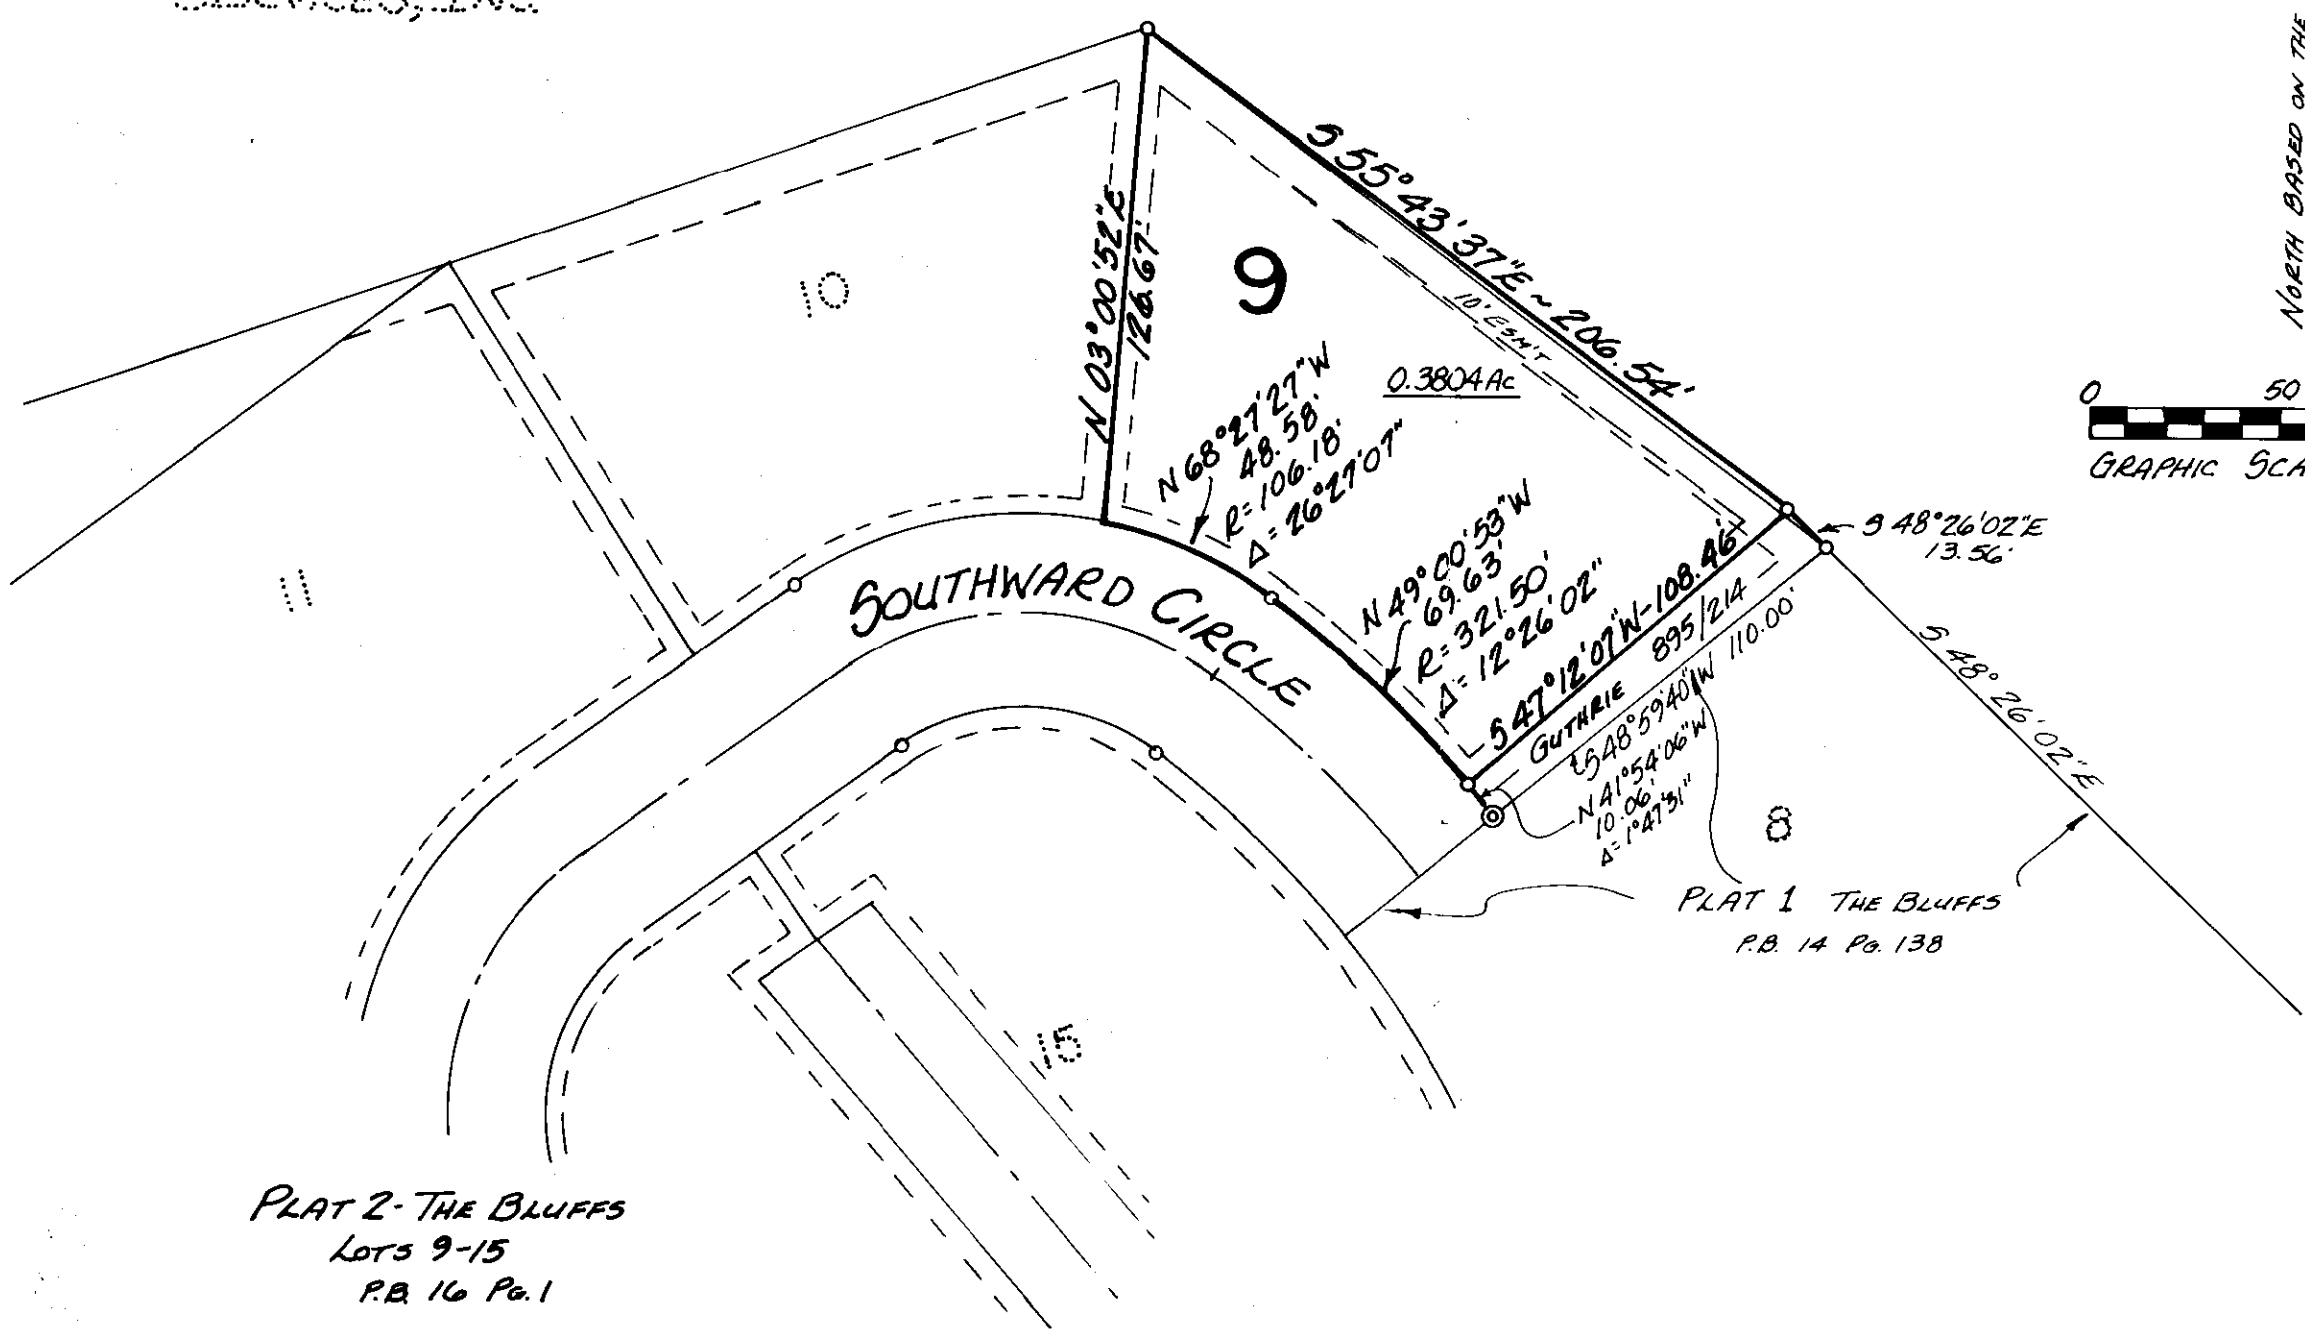 SERVICES, INC
NORTH BASED ON THE
S 55°43'37"E ~ 206.54'
N 03°00'52"E
126.67'
10
9
10' ESM'T
0.3804 Ac
N 68°27'27"W
48.58'
R=106.18'
Δ=26°27'07"
0 50
GRAPHIC SCA
N 49°00'53"W
69.63'
R=321.50'
Δ=12°26'02"
S 48°26'02"E
13.56'
S 47°12'07"W-108.46'
GUTHRIE 895/214
S 48°59'40"W 110.00'
N 41°54'06"W
10.06'
Δ=1°47'31"
S 48°26'02"E
11
SOUTHWARD CIRCLE
8
PLAT 1 THE BLUFFS
P.B. 14 PG. 138
15
PLAT 2-THE BLUFFS
LOTS 9-15
P.B. 16 PG. 1